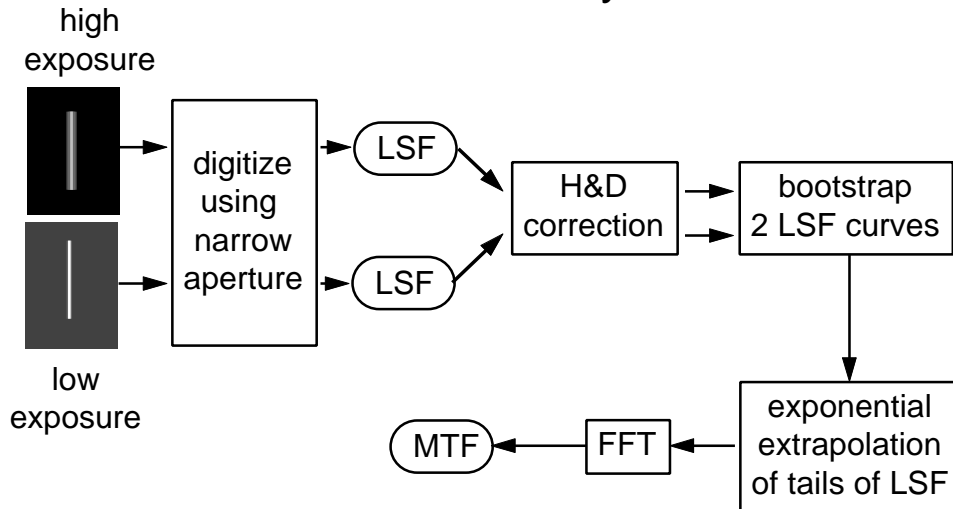 high
exposure
digitize
using
narrow
aperture
LSF
LSF
H&D
correction
bootstrap
2 LSF curves
low
exposure
exponential
extrapolation
of tails of LSF
FFT
MTF